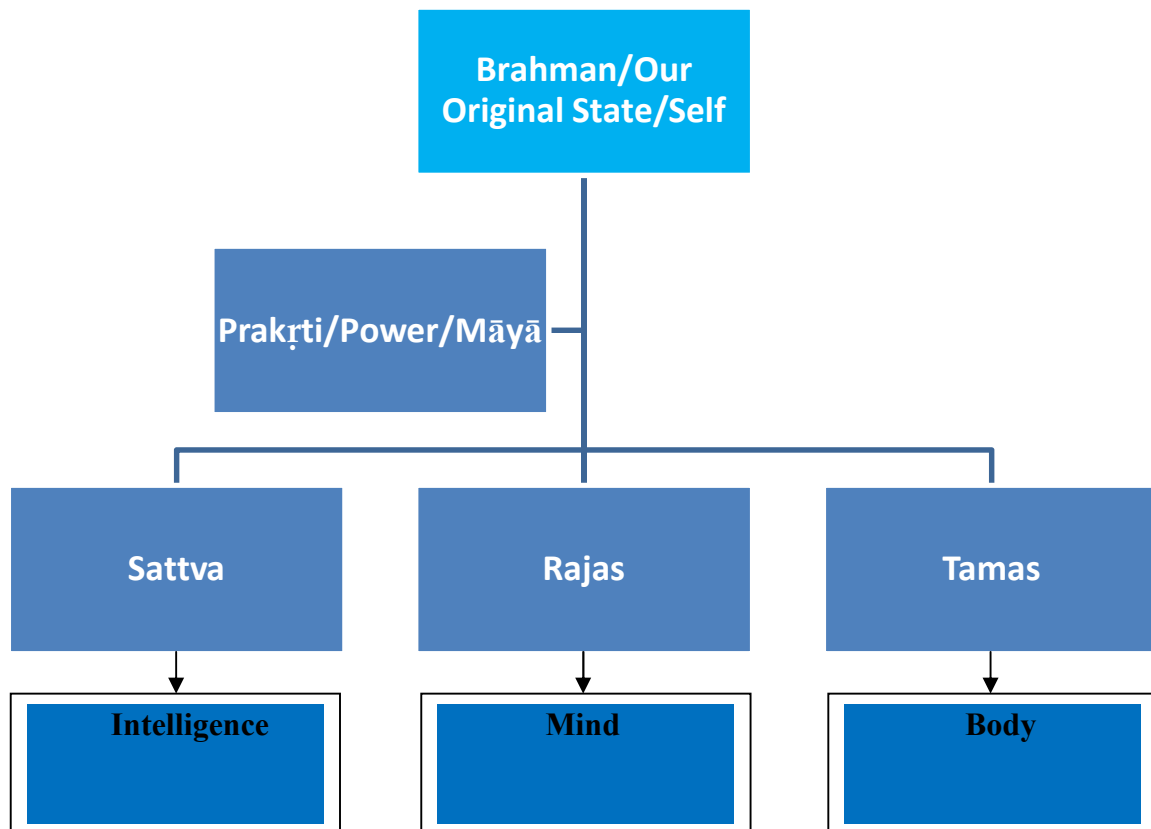 Brahman/Our
Original State/Self
Prakṛti/Power/Māyā
Sattva
Rajas
Tamas
Intelligence
Mind
Body